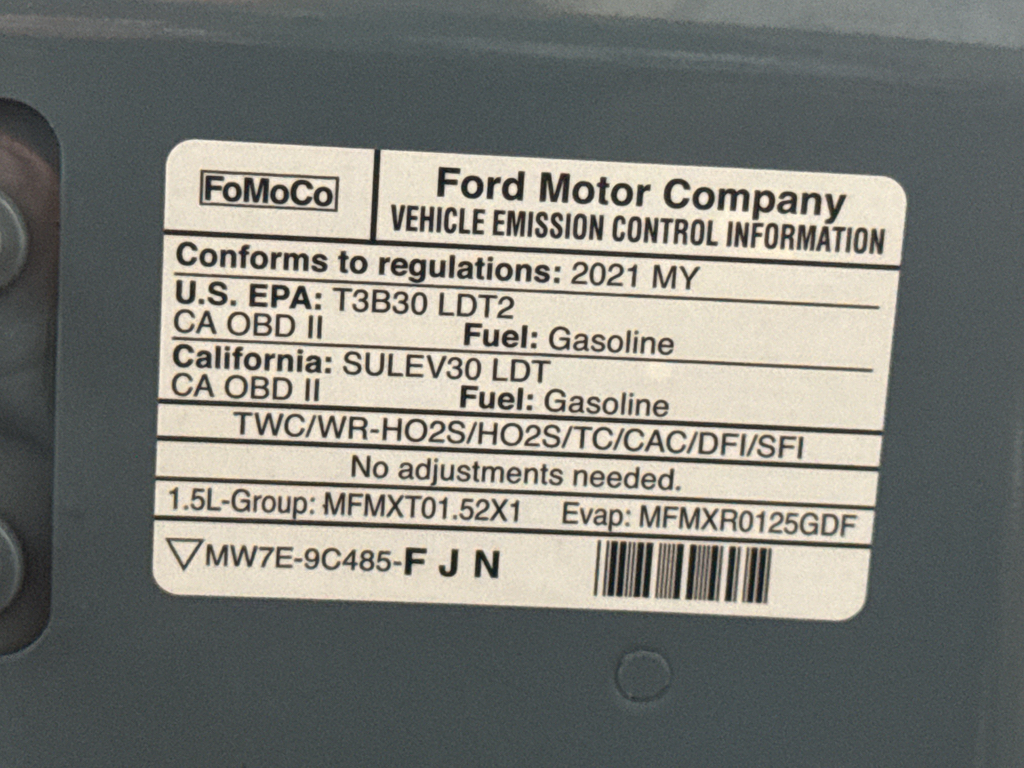 FoMoCo
Ford Motor Company
VEHICLE EMISSION CONTROL INFORMATION
Conforms to regulations: 2021 MY
U.S. EPA: T3B30 LDT2
CA OBD II Fuel: Gasoline
California: SULEV30 LDT
CA OBD II Fuel: Gasoline
TWC/WR-HO2S/HO2S/TC/CAC/DFI/SFI
No adjustments needed.
1.5L-Group: MFMXT01.52X1 Evap: MFMXR0125GDF
MW7E-9C485-F J N